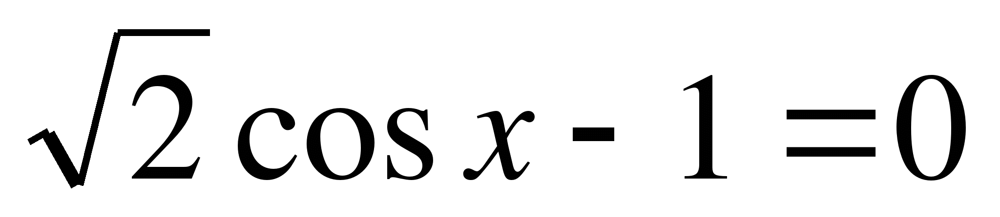 √2 cos x - 1 = 0